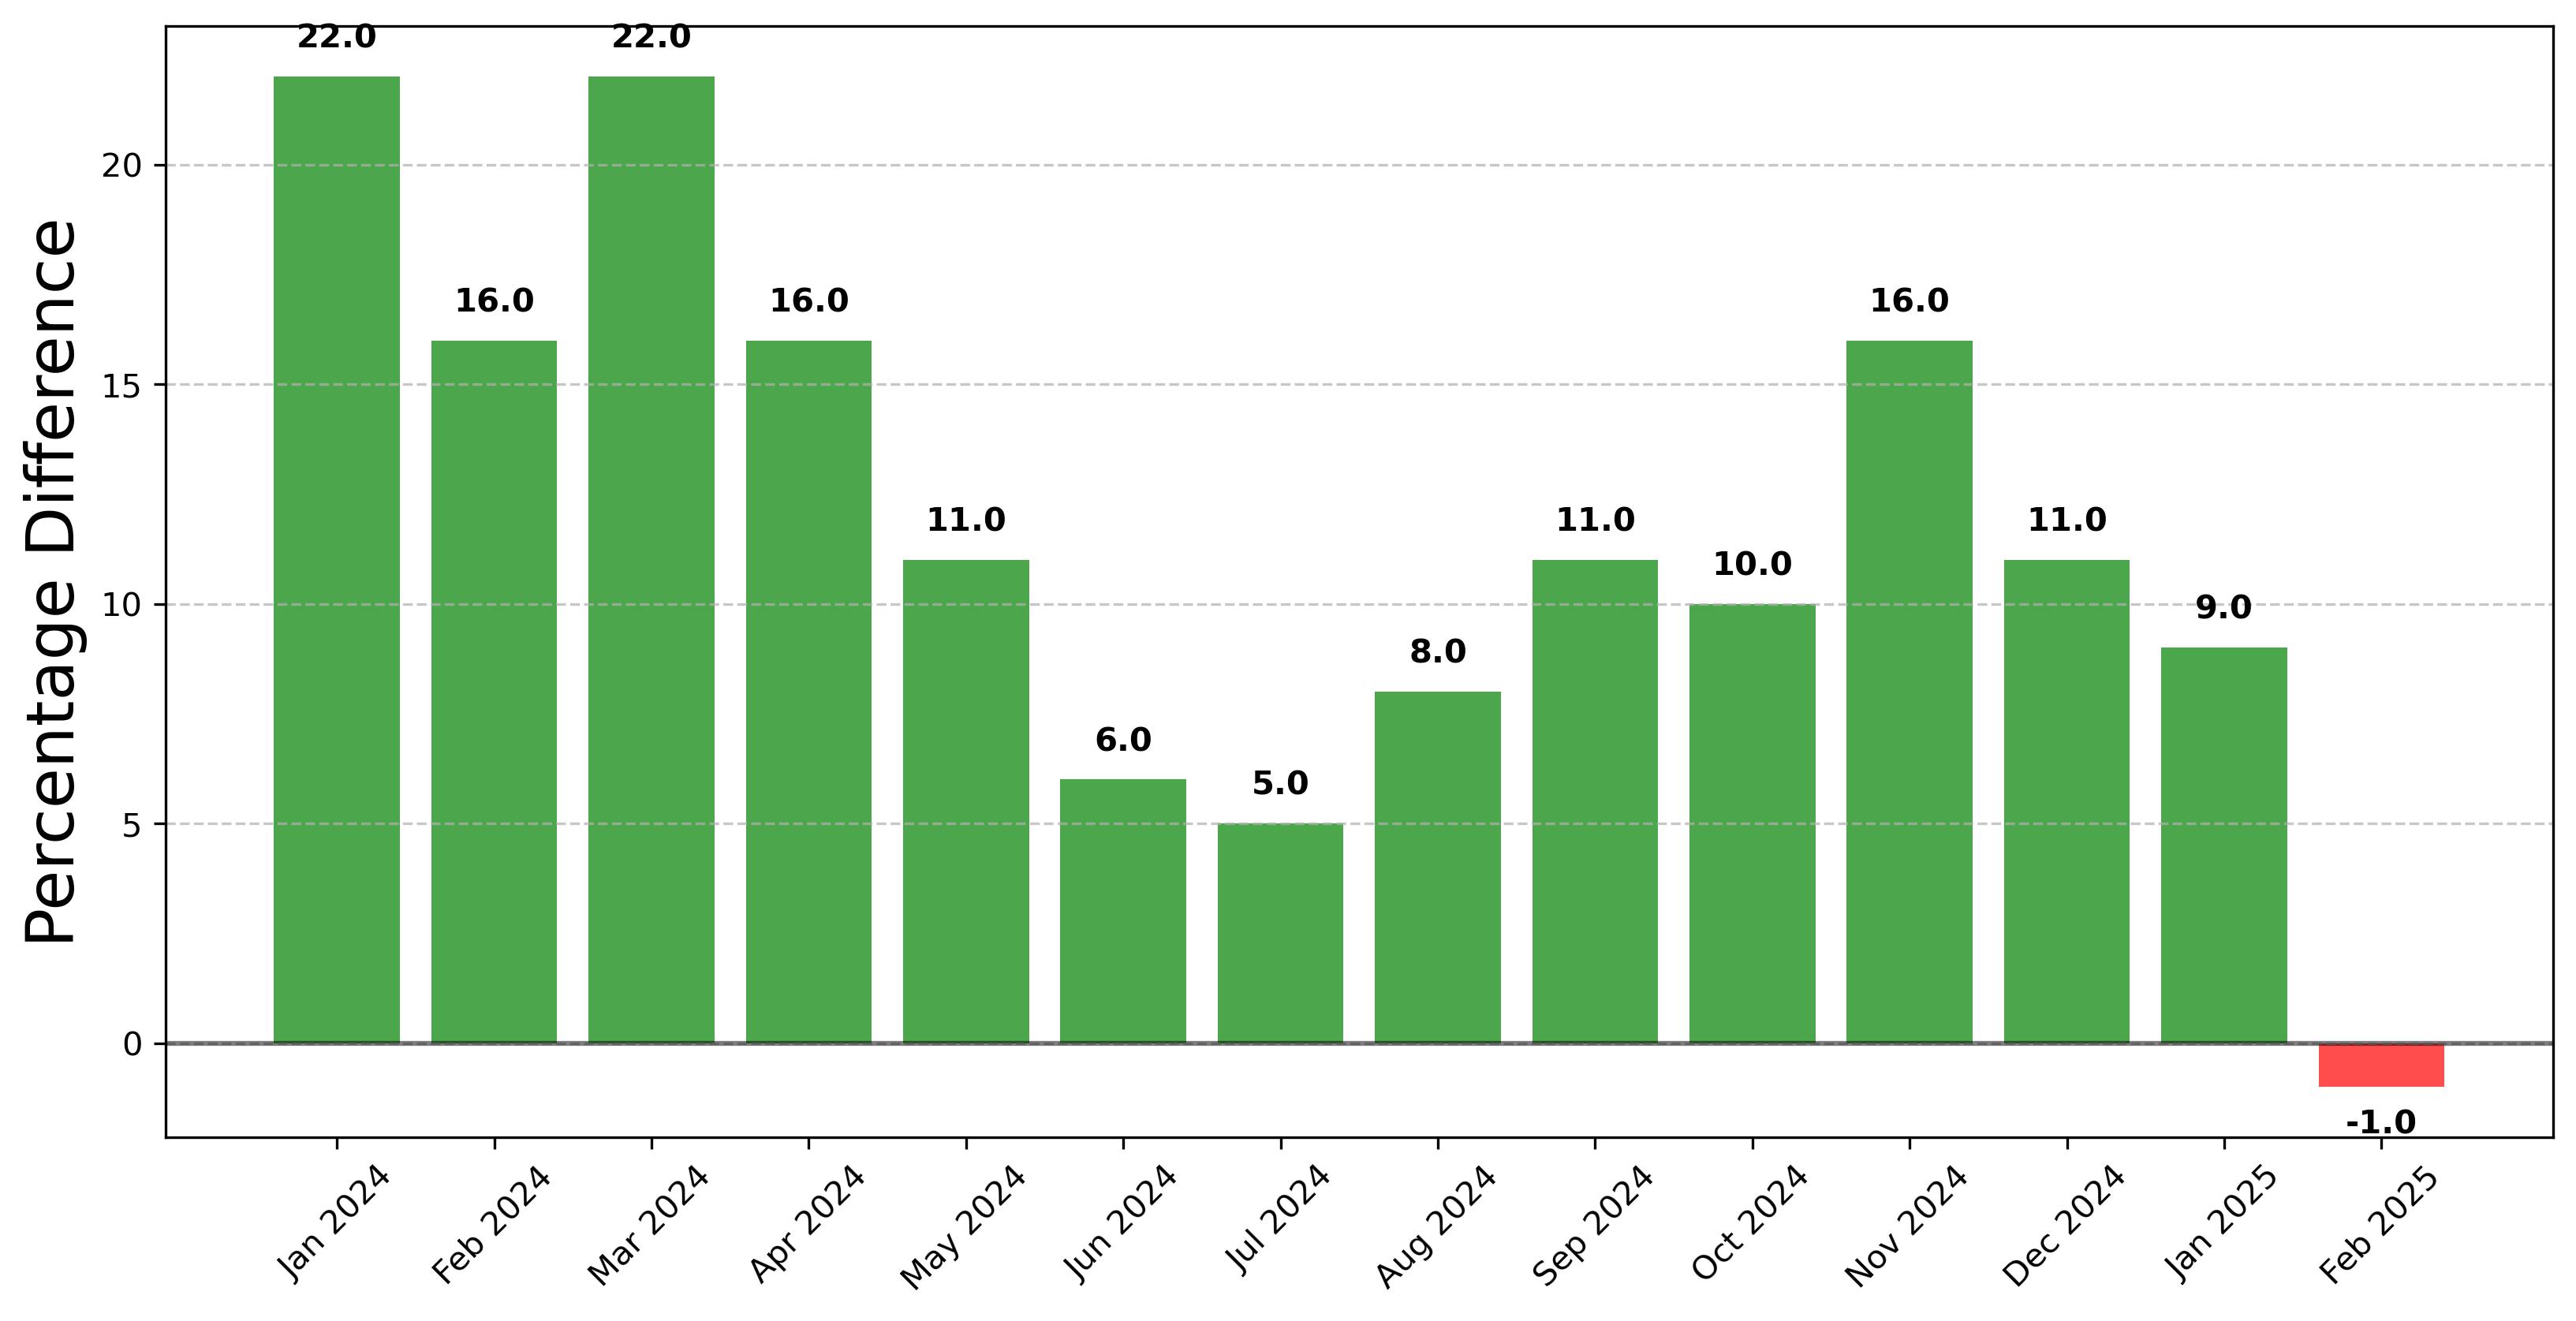 Percentage Difference
20
15
10
5
0
22.0
16.0
22.0
16.0
11.0
6.0
5.0
8.0
11.0
10.0
16.0
11.0
9.0
-1.0
Jan 2024
Feb 2024
Mar 2024
Apr 2024
May 2024
Jun 2024
Jul 2024
Aug 2024
Sep 2024
Oct 2024
Nov 2024
Dec 2024
Jan 2025
Feb 2025